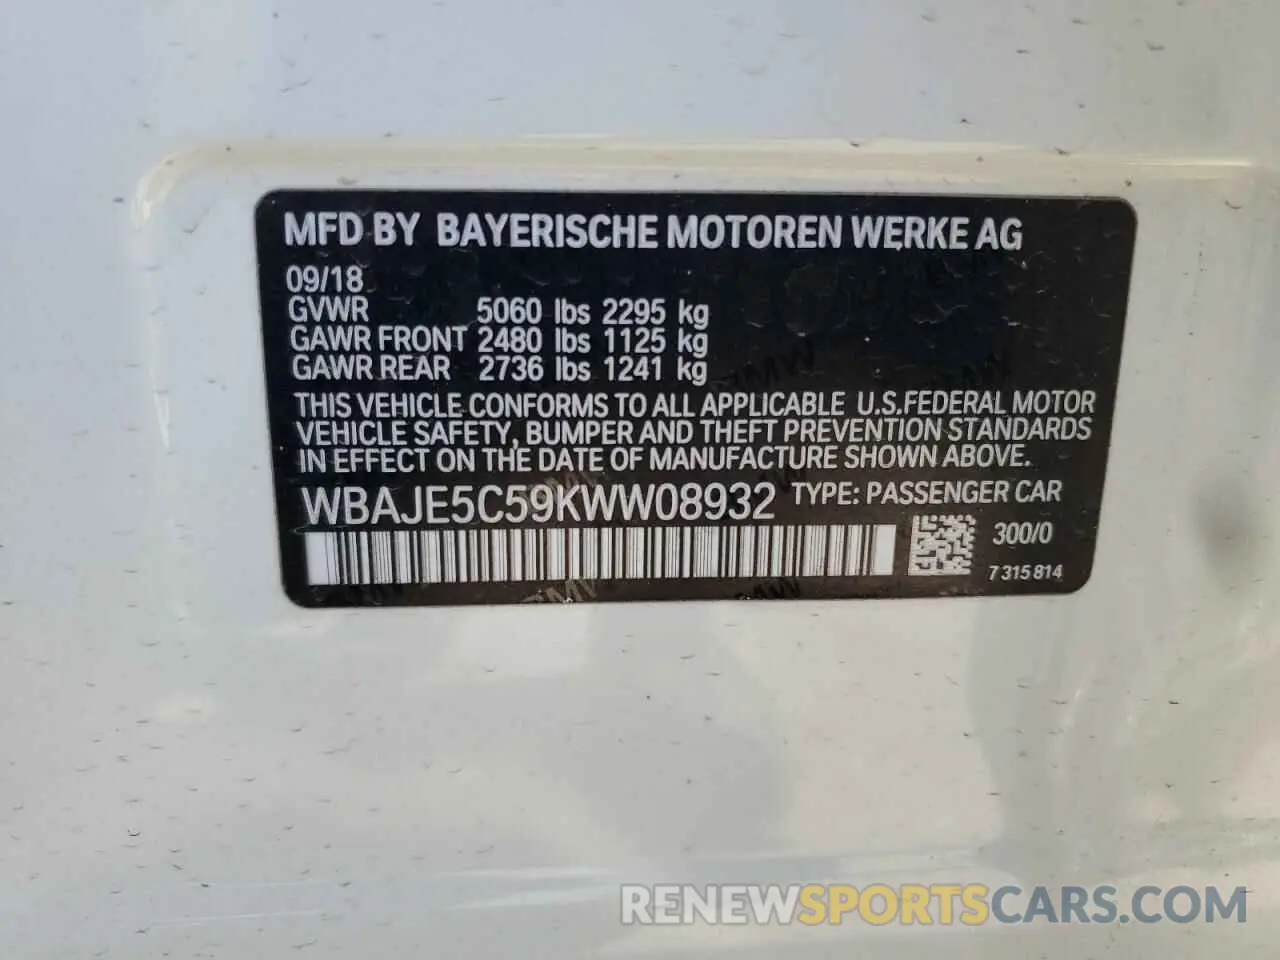 MFD BY BAYERISCHE MOTOREN WERKE AG
09/18
GVWR 5060 lbs 2295 kg
GAWR FRONT 2480 lbs 1125 kg
GAWR REAR 2736 lbs 1241 kg
THIS VEHICLE CONFORMS TO ALL APPLICABLE U.S.FEDERAL MOTOR
VEHICLE SAFETY, BUMPER AND THEFT PREVENTION STANDARDS
IN EFFECT ON THE DATE OF MANUFACTURE SHOWN ABOVE.
WBAJE5C59KWW08932 TYPE: PASSENGER CAR
300/0
7315814
RENEWSPORTSCARS.COM